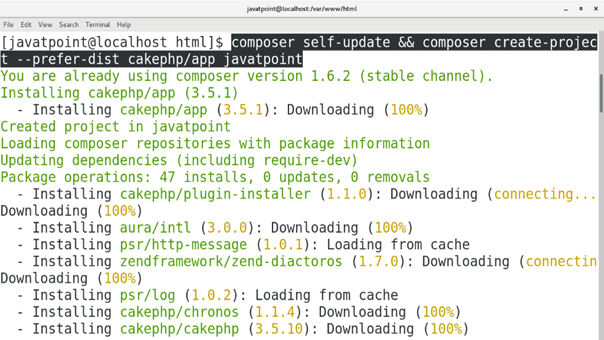 javatpoint@localhost:/var/www/html
File Edit View Search Terminal Help
[javatpoint@localhost html]$ composer self-update && composer create-projec
t --prefer-dist cakephp/app javatpoint
You are already using composer version 1.6.2 (stable channel).
Installing cakephp/app (3.5.1)
- Installing cakephp/app (3.5.1): Downloading (100%)
Created project in javatpoint
Loading composer repositories with package information
Updating dependencies (including require-dev)
Package operations: 47 installs, 0 updates, 0 removals
- Installing cakephp/plugin-installer (1.1.0): Downloading (connecting...
Downloading (100%)
- Installing aura/intl (3.0.0): Downloading (100%)
- Installing psr/http-message (1.0.1): Loading from cache
- Installing zendframework/zend-diactoros (1.7.0): Downloading (connectin
Downloading (100%)
- Installing psr/log (1.0.2): Loading from cache
- Installing cakephp/chronos (1.1.4): Downloading (100%)
- Installing cakephp/cakephp (3.5.10): Downloading (100%)